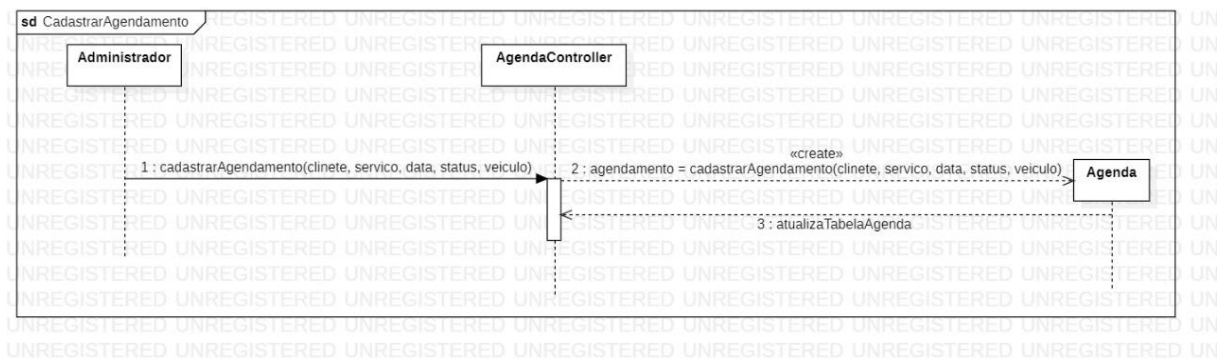 sd CadastrarAgendamento
Administrador
AgendaController
1 : cadastrarAgendamento(clinete, servico, data, status, veiculo)
«create»
2 : agendamento = cadastrarAgendamento(clinete, servico, data, status, veiculo)
Agenda
3 : atualizaTabelaAgenda